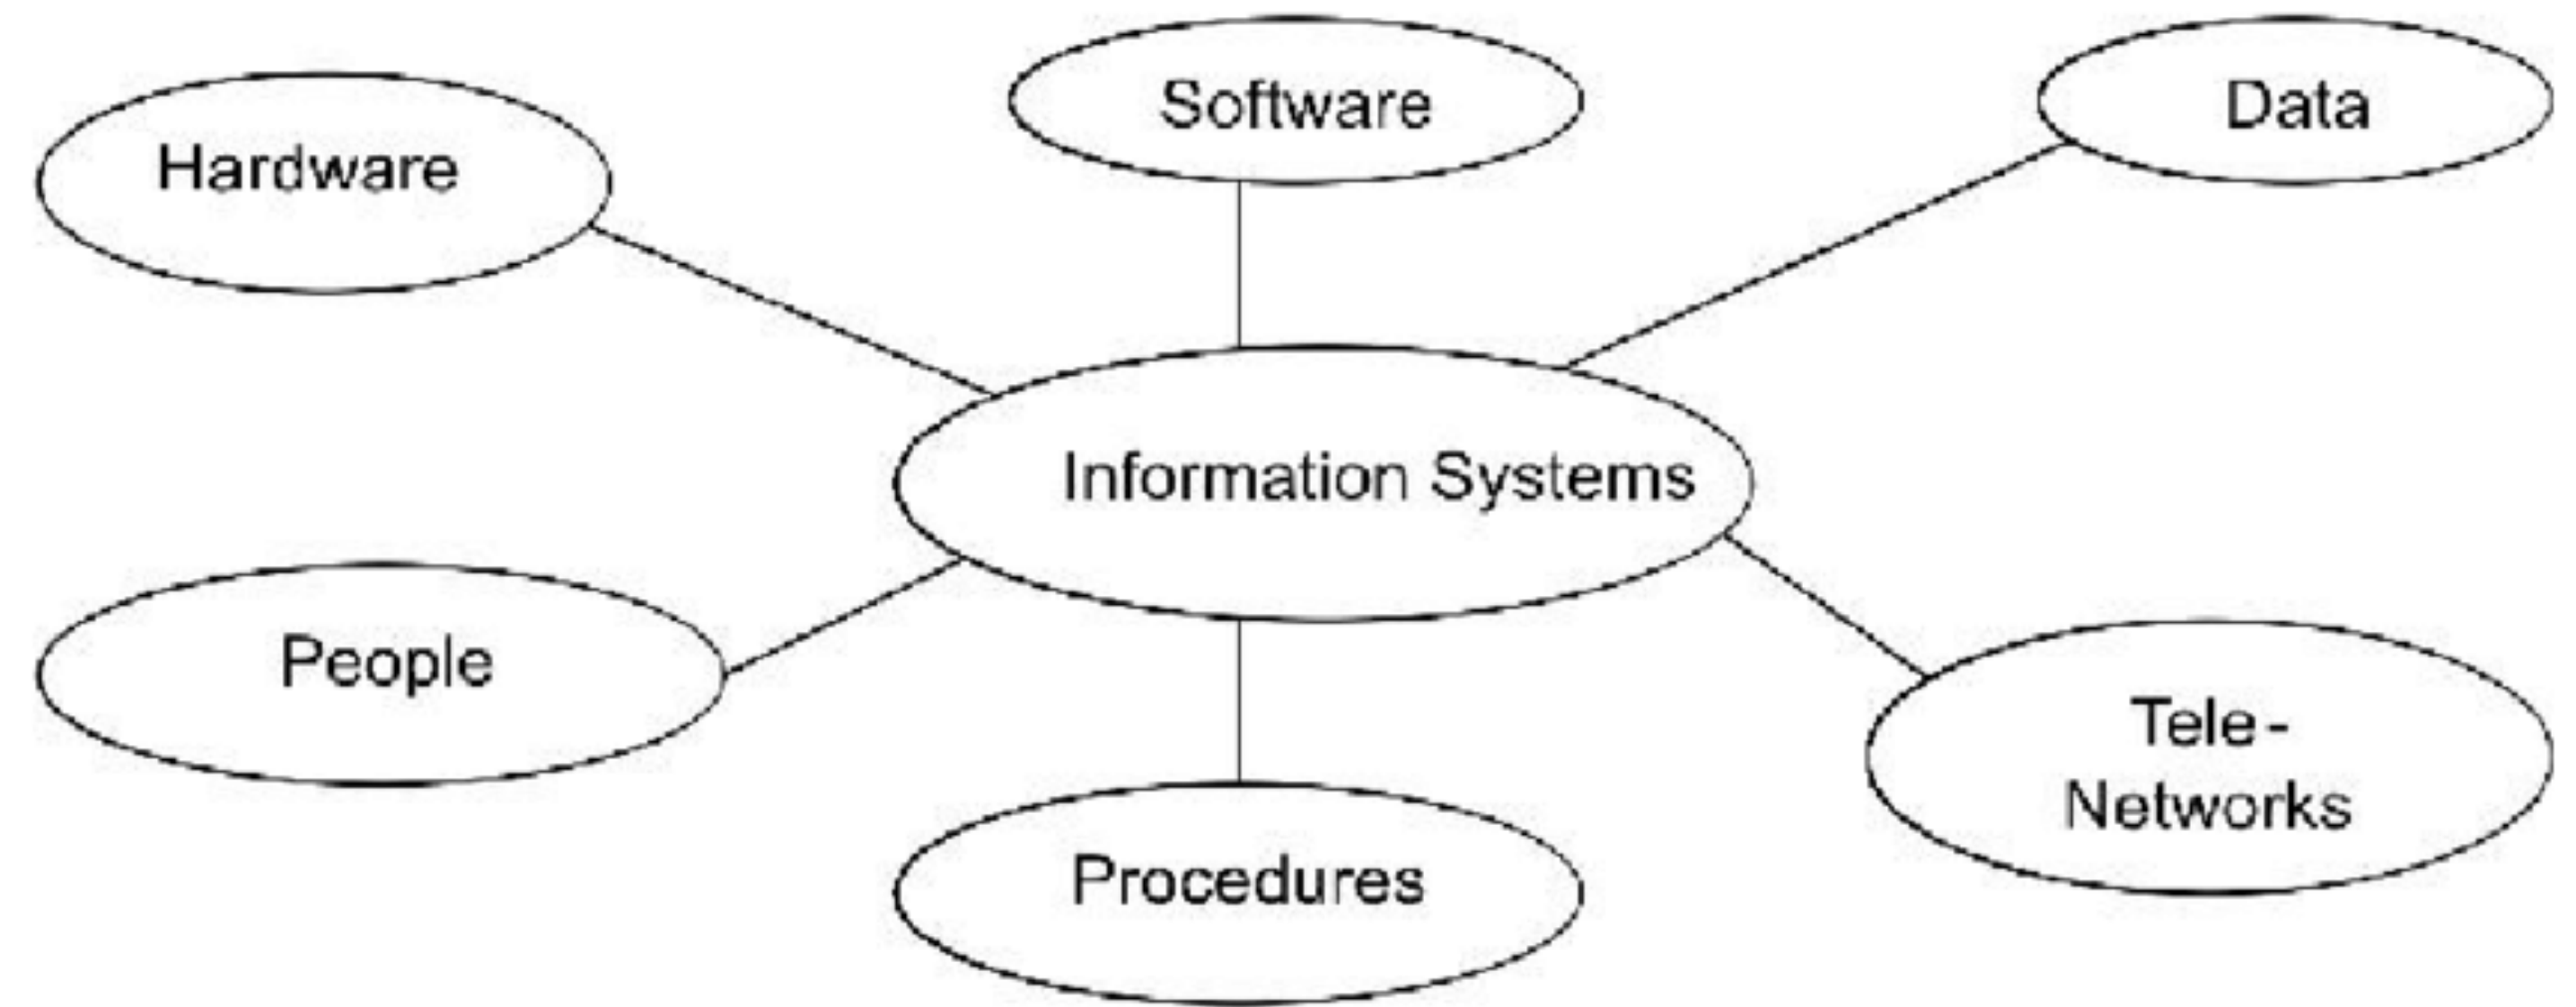 Software
Data
Hardware
Information Systems
People
Tele-
Networks
Procedures